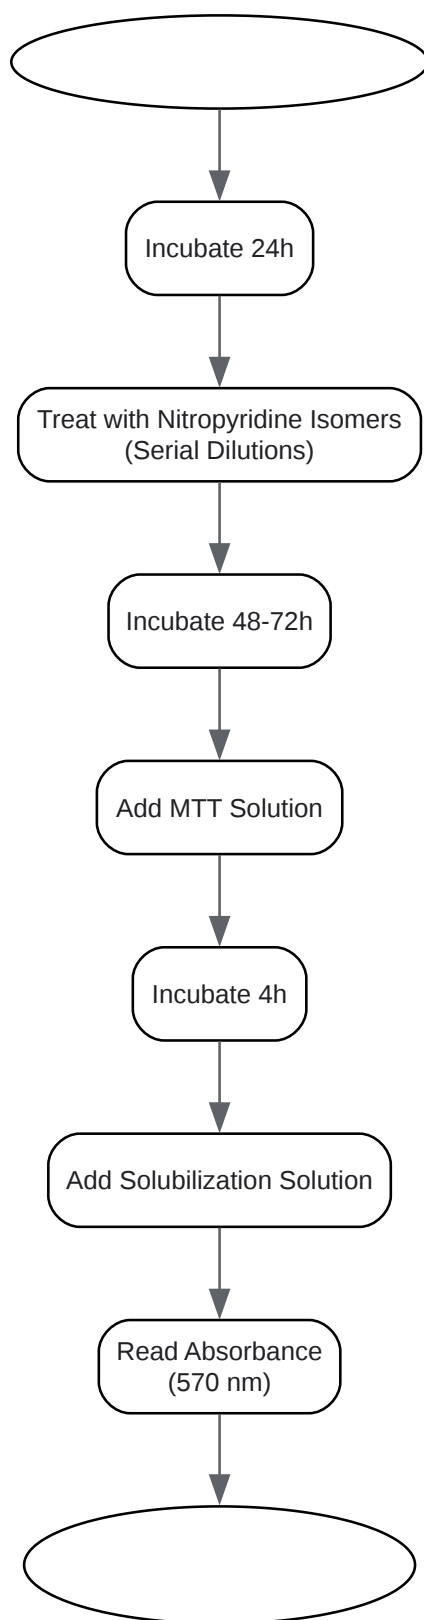 Incubate 24h
Treat with Nitropyridine Isomers
(Serial Dilutions)
Incubate 48-72h
Add MTT Solution
Incubate 4h
Add Solubilization Solution
Read Absorbance
(570 nm)